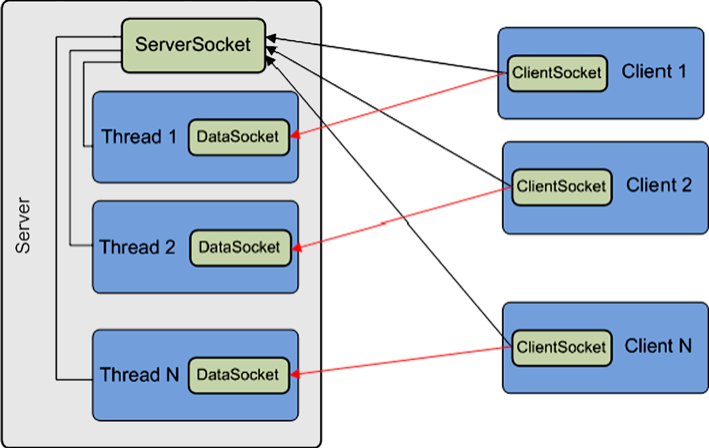 ServerSocket
Server
Thread 1
DataSocket
Thread 2
DataSocket
Thread N
DataSocket
ClientSocket
Client 1
ClientSocket
Client 2
ClientSocket
Client N